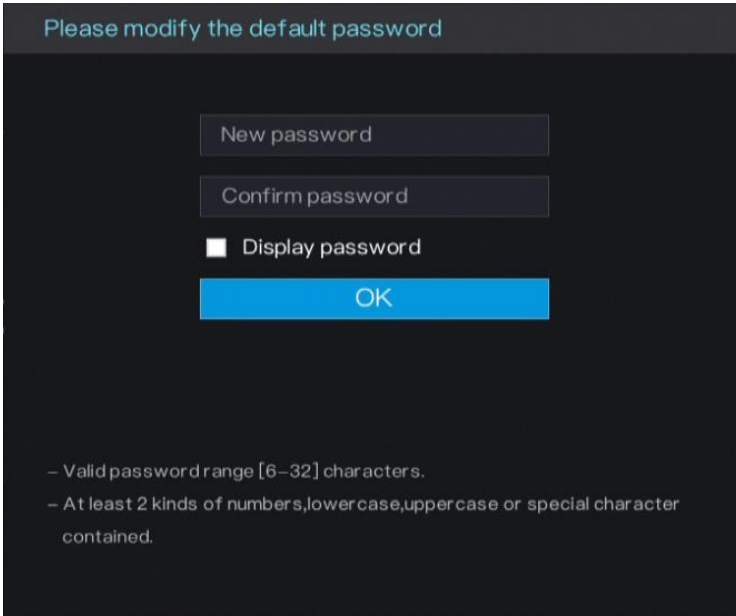 Please modify the default password
New password
Confirm password
Display password
OK
– Valid password range [6–32] characters.
– At least 2 kinds of numbers,lowercase,uppercase or special character
contained.